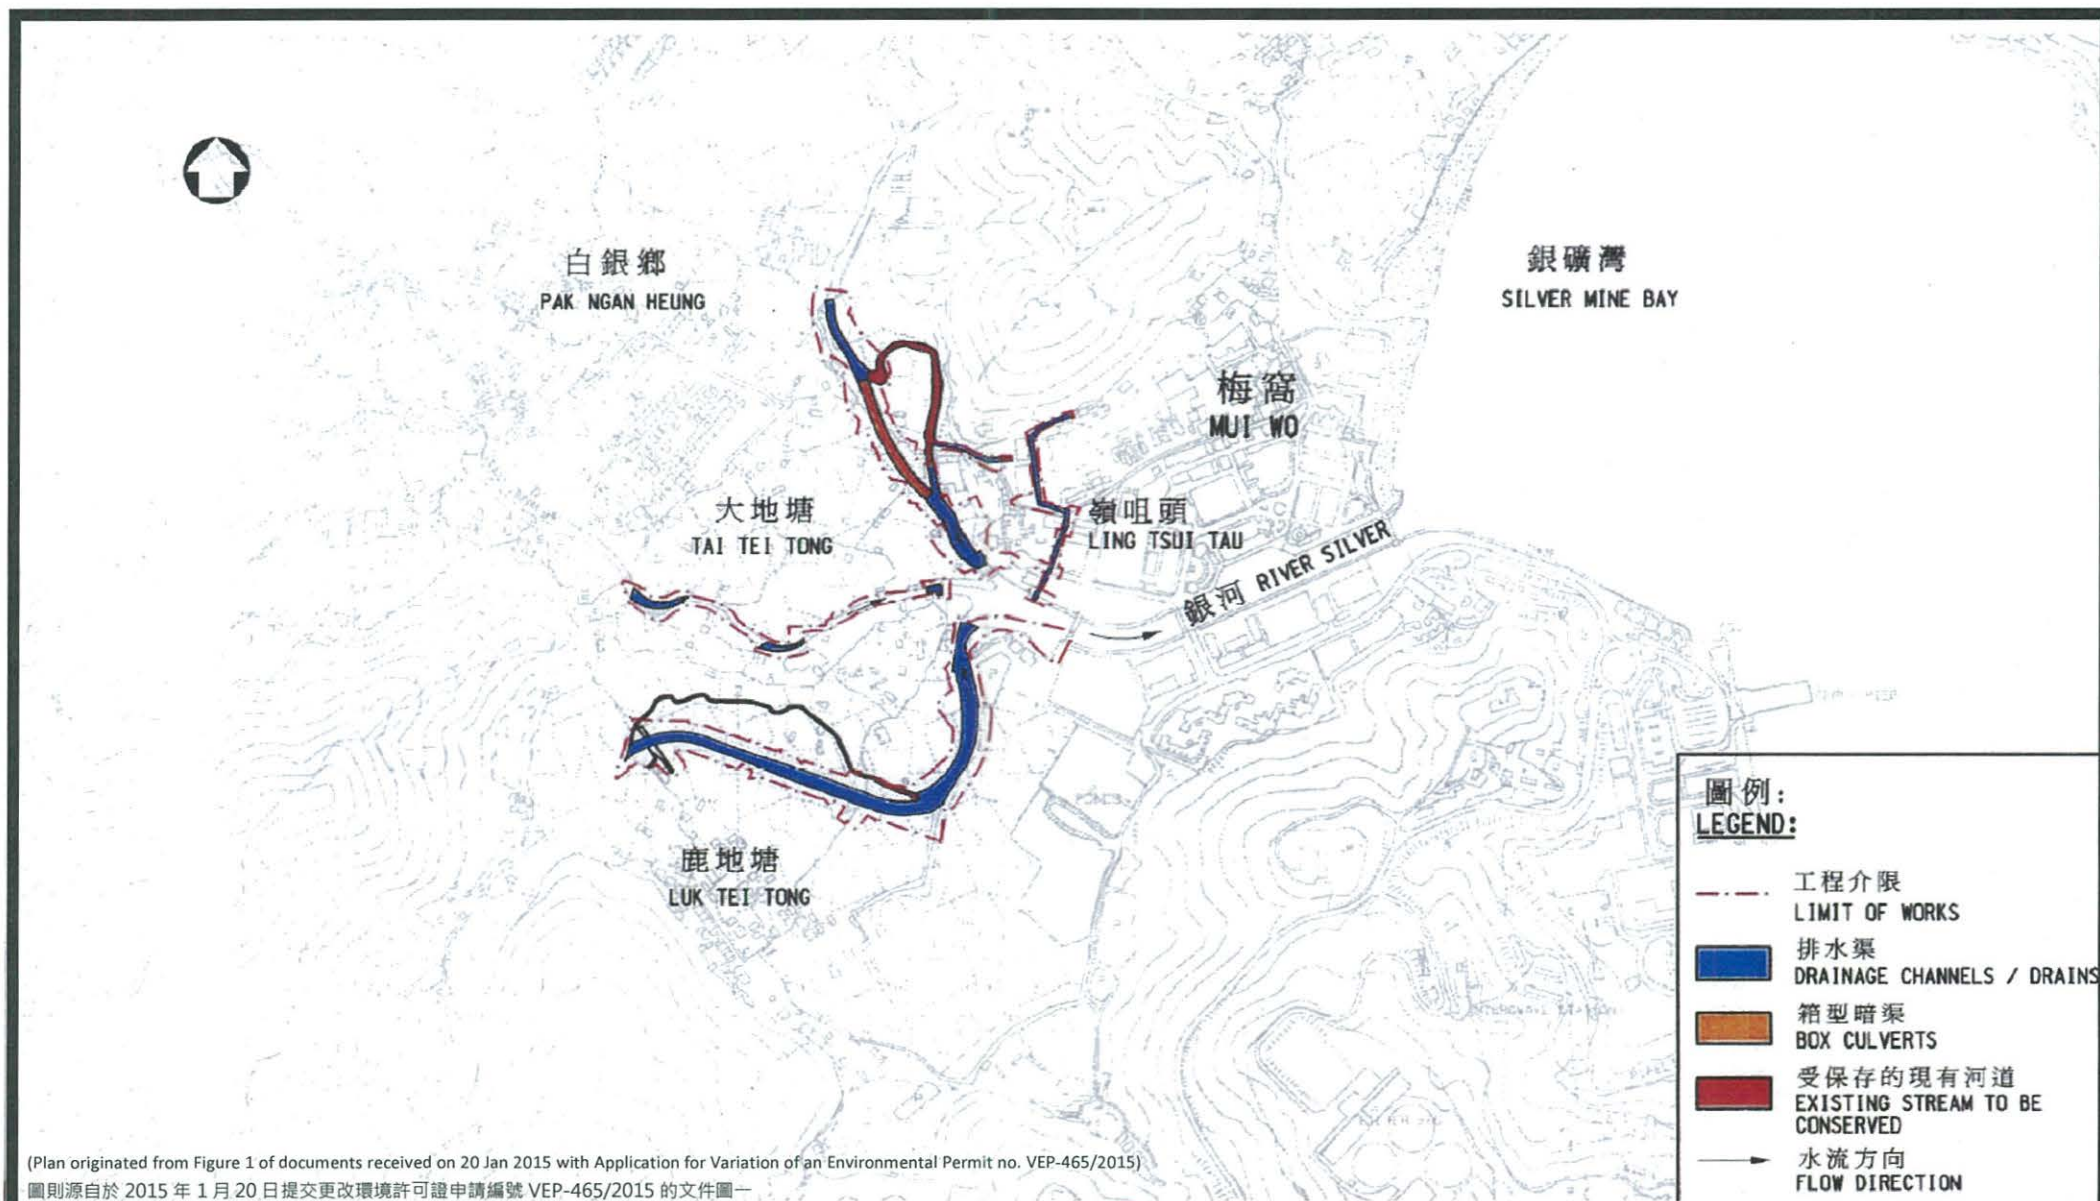 白銀鄉
PAK NGAN HEUNG
銀礦灣
SILVER MINE BAY
梅窩
MUI WO
大地塘
TAI TEI TONG
嶺咀頭
LING TSUI TAU
銀河 RIVER SILVER
鹿地塘
LUK TEI TONG
圖例:
LEGEND:
工程介限
LIMIT OF WORKS
排水渠
DRAINAGE CHANNELS / DRAINS
箱型暗渠
BOX CULVERTS
受保存的現有河道
EXISTING STREAM TO BE
CONSERVED
水流方向
FLOW DIRECTION
(Plan originated from Figure 1 of documents received on 20 Jan 2015 with Application for Variation of an Environmental Permit no. VEP-465/2015)
圖則源自於 2015 年 1 月 20 日提交更改環境許可證申請編號 VEP-465/2015 的文件圖一